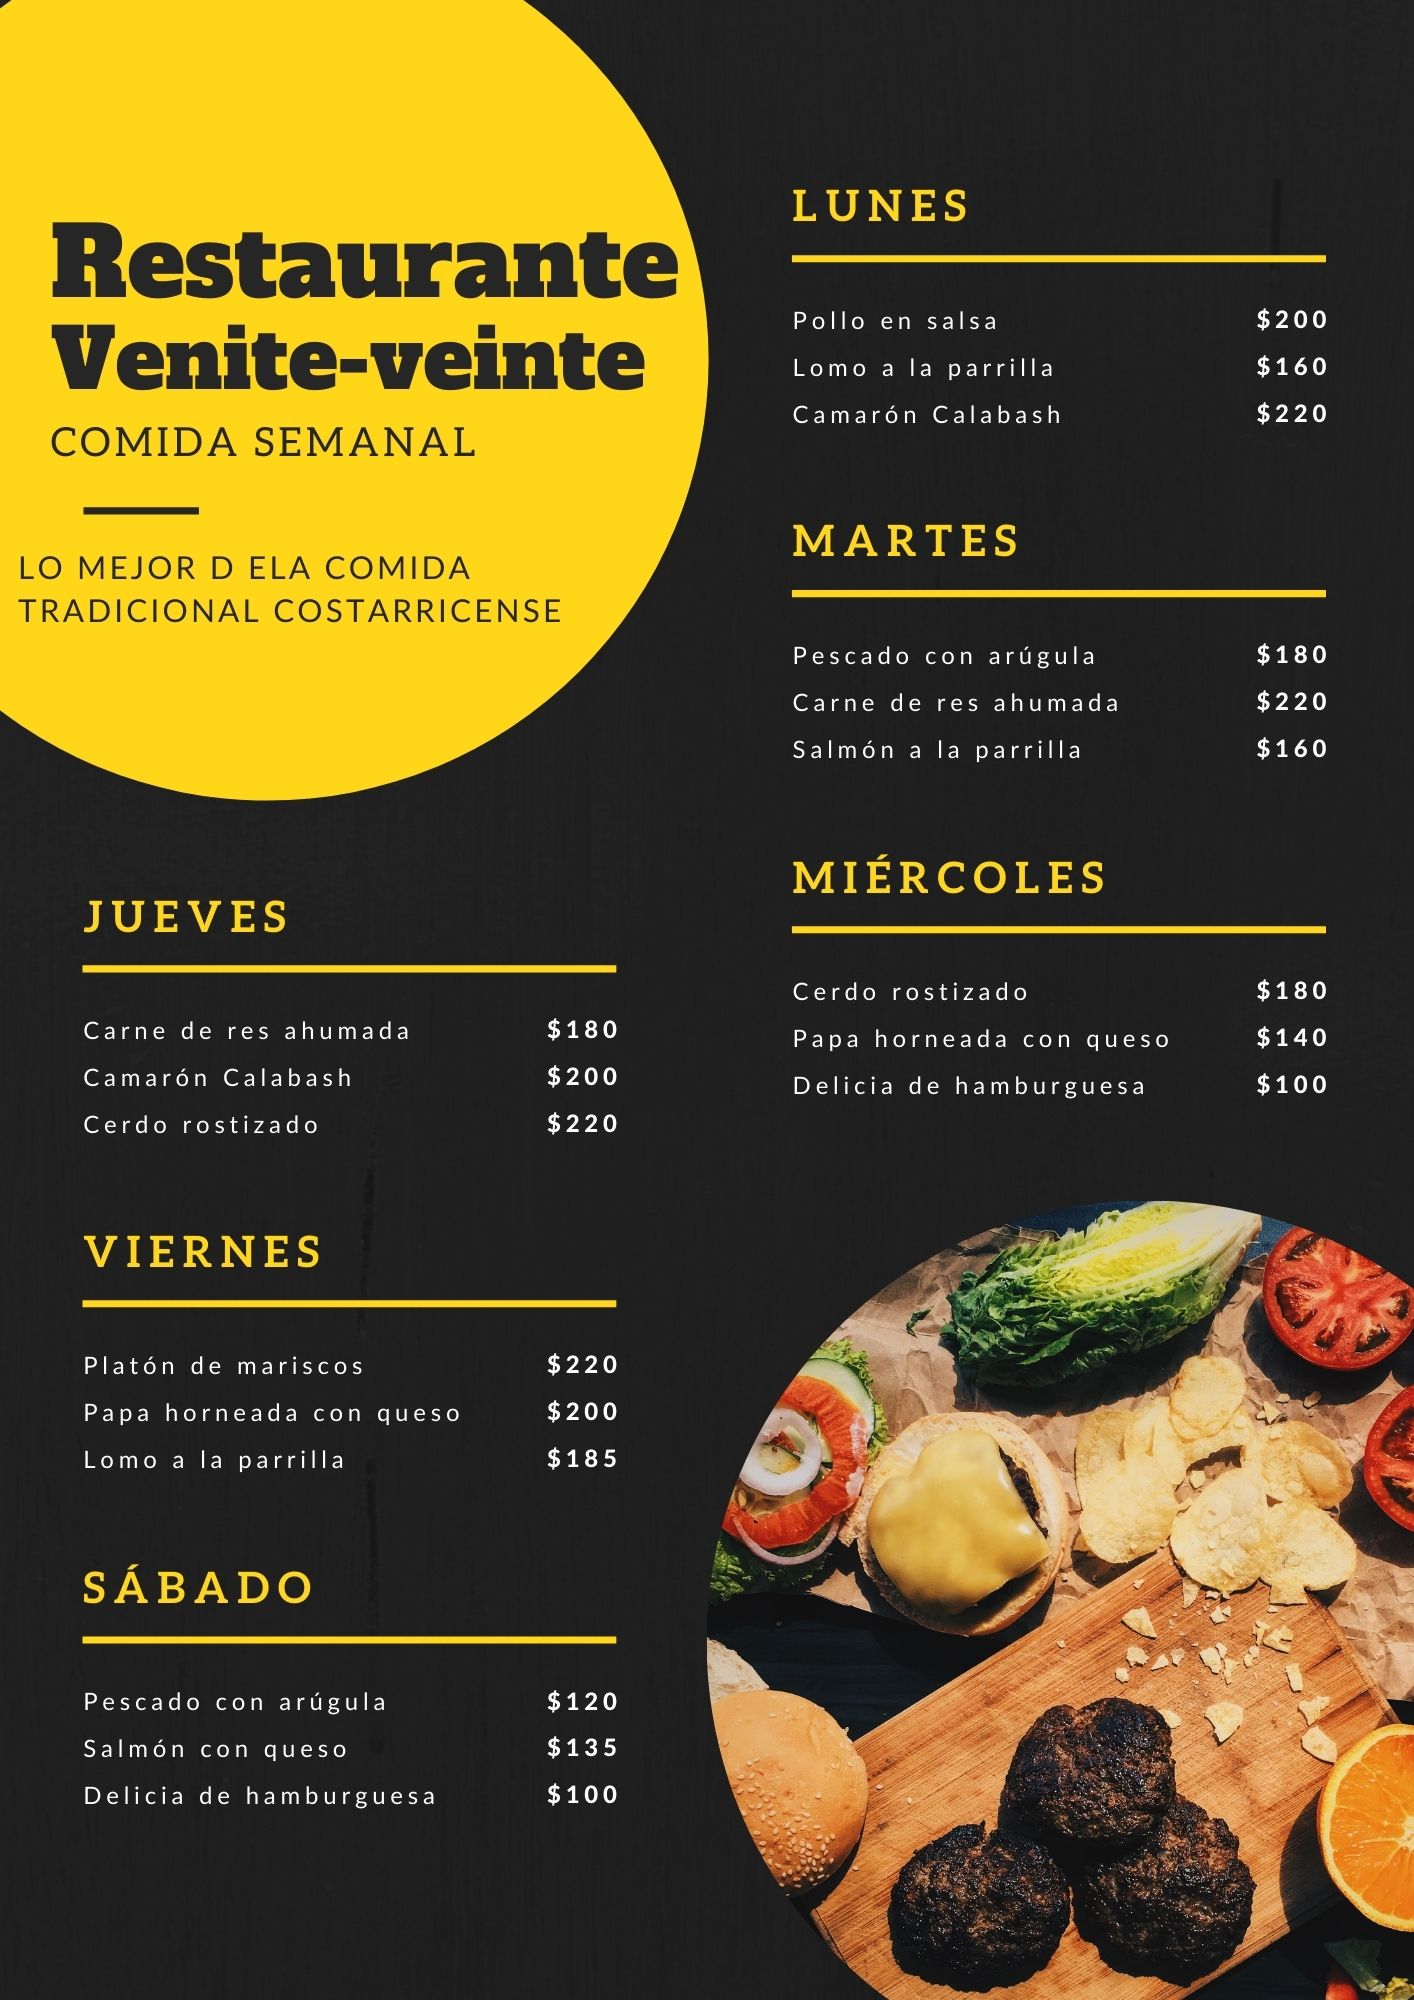 Restaurante
Venite-veinte
COMIDA SEMANAL
LO MEJOR D ELA COMIDA
TRADICIONAL COSTARRICENSE
LUNES
Pollo en salsa $200
Lomo a la parrilla $160
Camarón Calabash $220
MARTES
Pescado con arúgula $180
Carne de res ahumada $220
Salmón a la parrilla $160
MIÉRCOLES
Cerdo rostizado $180
Papa horneada con queso $140
Delicia de hamburguesa $100
JUEVES
Carne de res ahumada $180
Camarón Calabash $200
Cerdo rostizado $220
VIERNES
Platón de mariscos $220
Papa horneada con queso $200
Lomo a la parrilla $185
SÁBADO
Pescado con arúgula $120
Salmón con queso $135
Delicia de hamburguesa $100